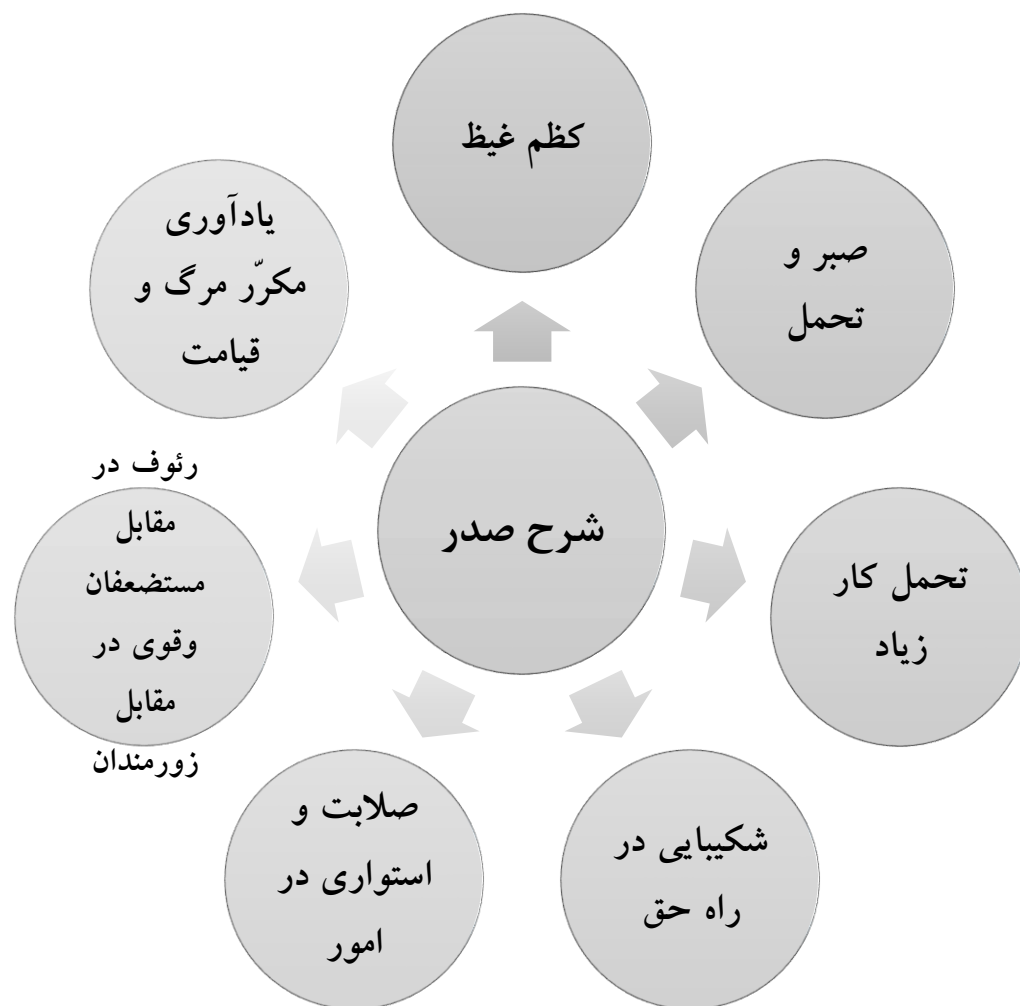 کظم غیظ
صبر و
تحمل
تحمل کار
زیاد
شکیبایی در
راه حق
صلابت و
استواری در
امور
رئوف در
مقابل
مستضعفان
وقوی در
مقابل
زورمندان
یادآوری
مکرّر مرگ و
قیامت
شرح صدر